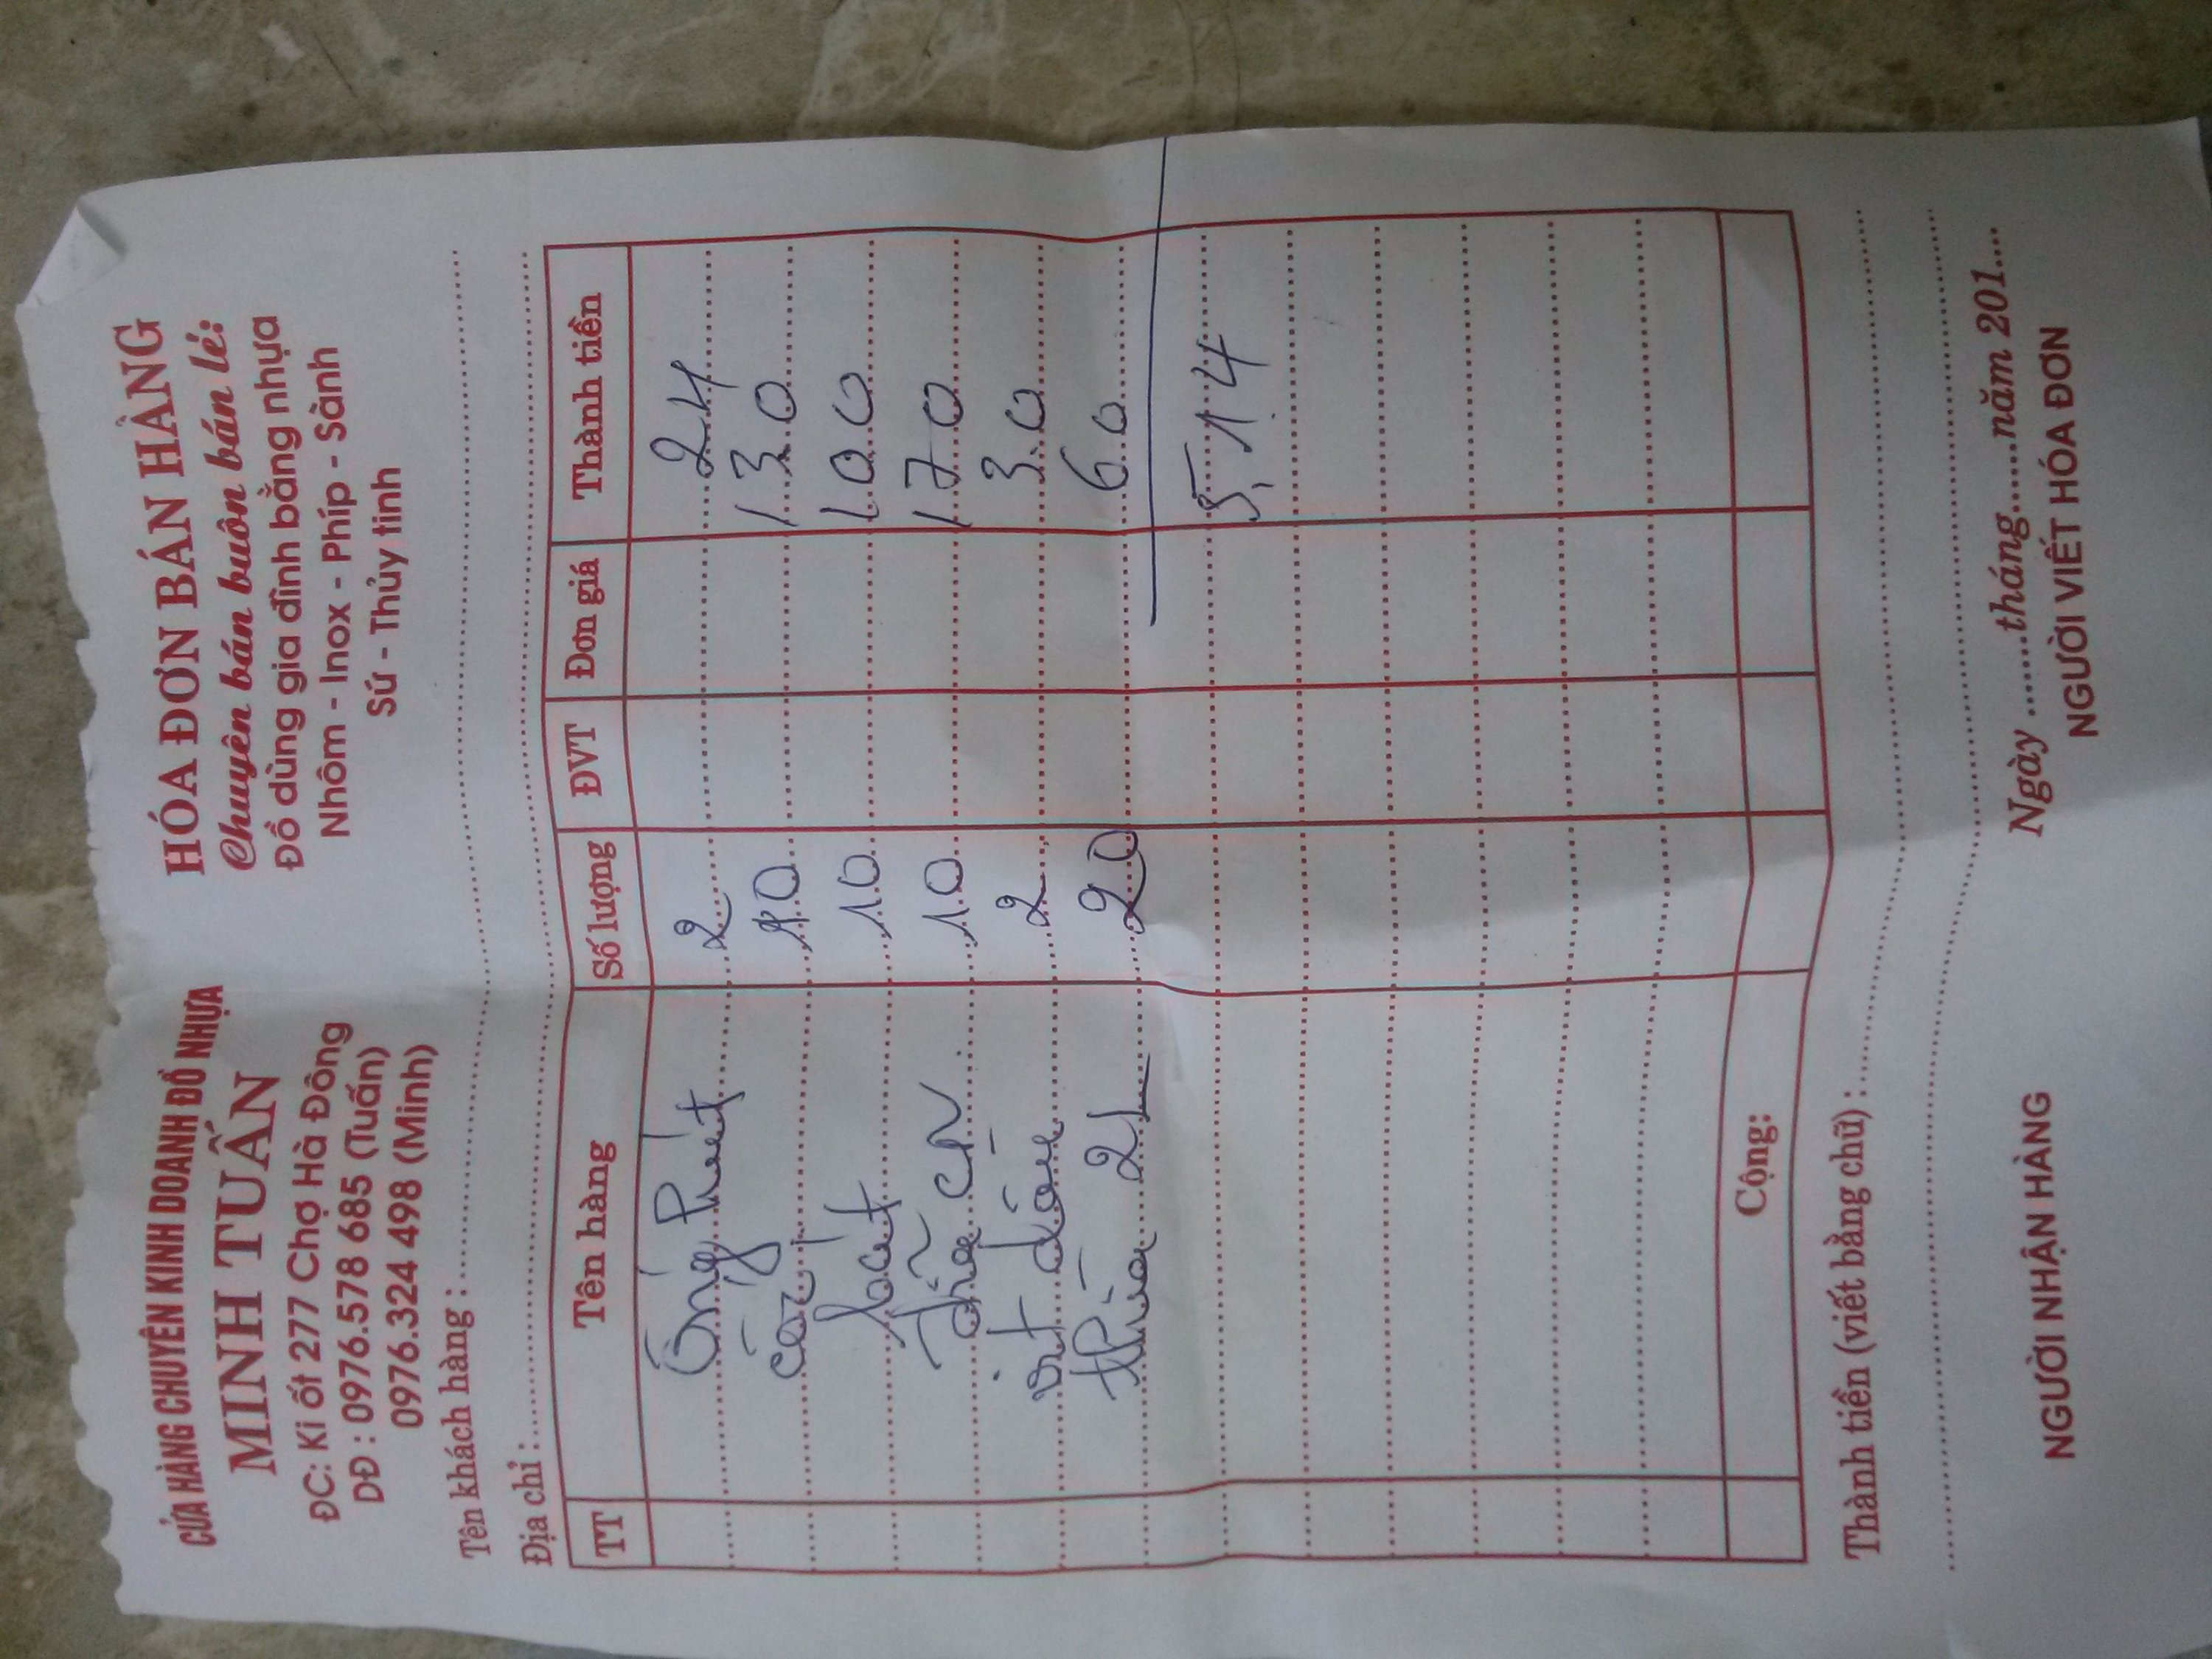 CỬA HÀNG CHUYÊN KINH DOANH ĐỒ NHỰA
MINH TUẤN
ĐC: Ki ốt 277 Chợ Hà Đông
DĐ : 0976.578 685 (Tuấn)
0976.324 498 (Minh)
HÓA ĐƠN BÁN HÀNG
Chuyên bán buôn bán lẻ:
Đồ dùng gia đình bằng nhựa
Nhôm - Inox - Phíp - Sành
Sứ - Thủy tinh
Tên khách hàng :
Địa chỉ :
TT Tên hàng Số lượng ĐVT Đơn giá Thành tiền
Ống 2 24
10 130
10 100
đĩa 10 170
2 30
thìa 20 60
514
Cộng:
Thành tiền (viết bằng chữ) :
Ngày ........tháng.......năm 201....
NGƯỜI NHẬN HÀNG NGƯỜI VIẾT HÓA ĐƠN